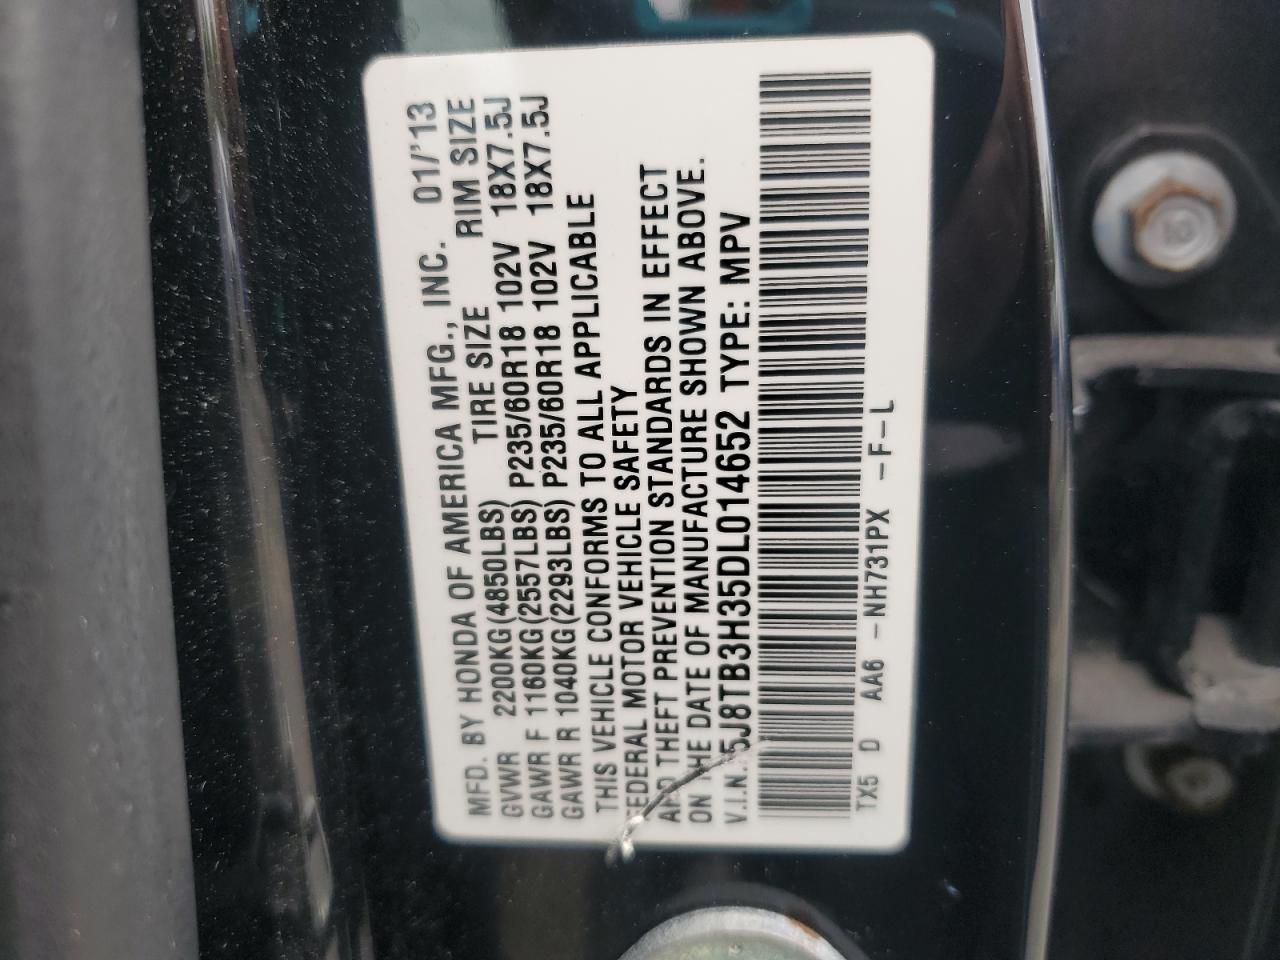 MFD. BY HONDA OF AMERICA MFG., INC. 01/'13
TIRE SIZE RIM SIZE
GVWR 2200KG(4850LBS)
GAWR F 1160KG(2557LBS) P235/60R18 102V 18X7.5J
GAWR R 1040KG(2293LBS) P235/60R18 102V 18X7.5J
THIS VEHICLE CONFORMS TO ALL APPLICABLE
FEDERAL MOTOR VEHICLE SAFETY
AND THEFT PREVENTION STANDARDS IN EFFECT
ON THE DATE OF MANUFACTURE SHOWN ABOVE.
V.I.N. 5J8TB3H35DL014652 TYPE: MPV
TX5 D AA6 -NH731PX -F-L
10